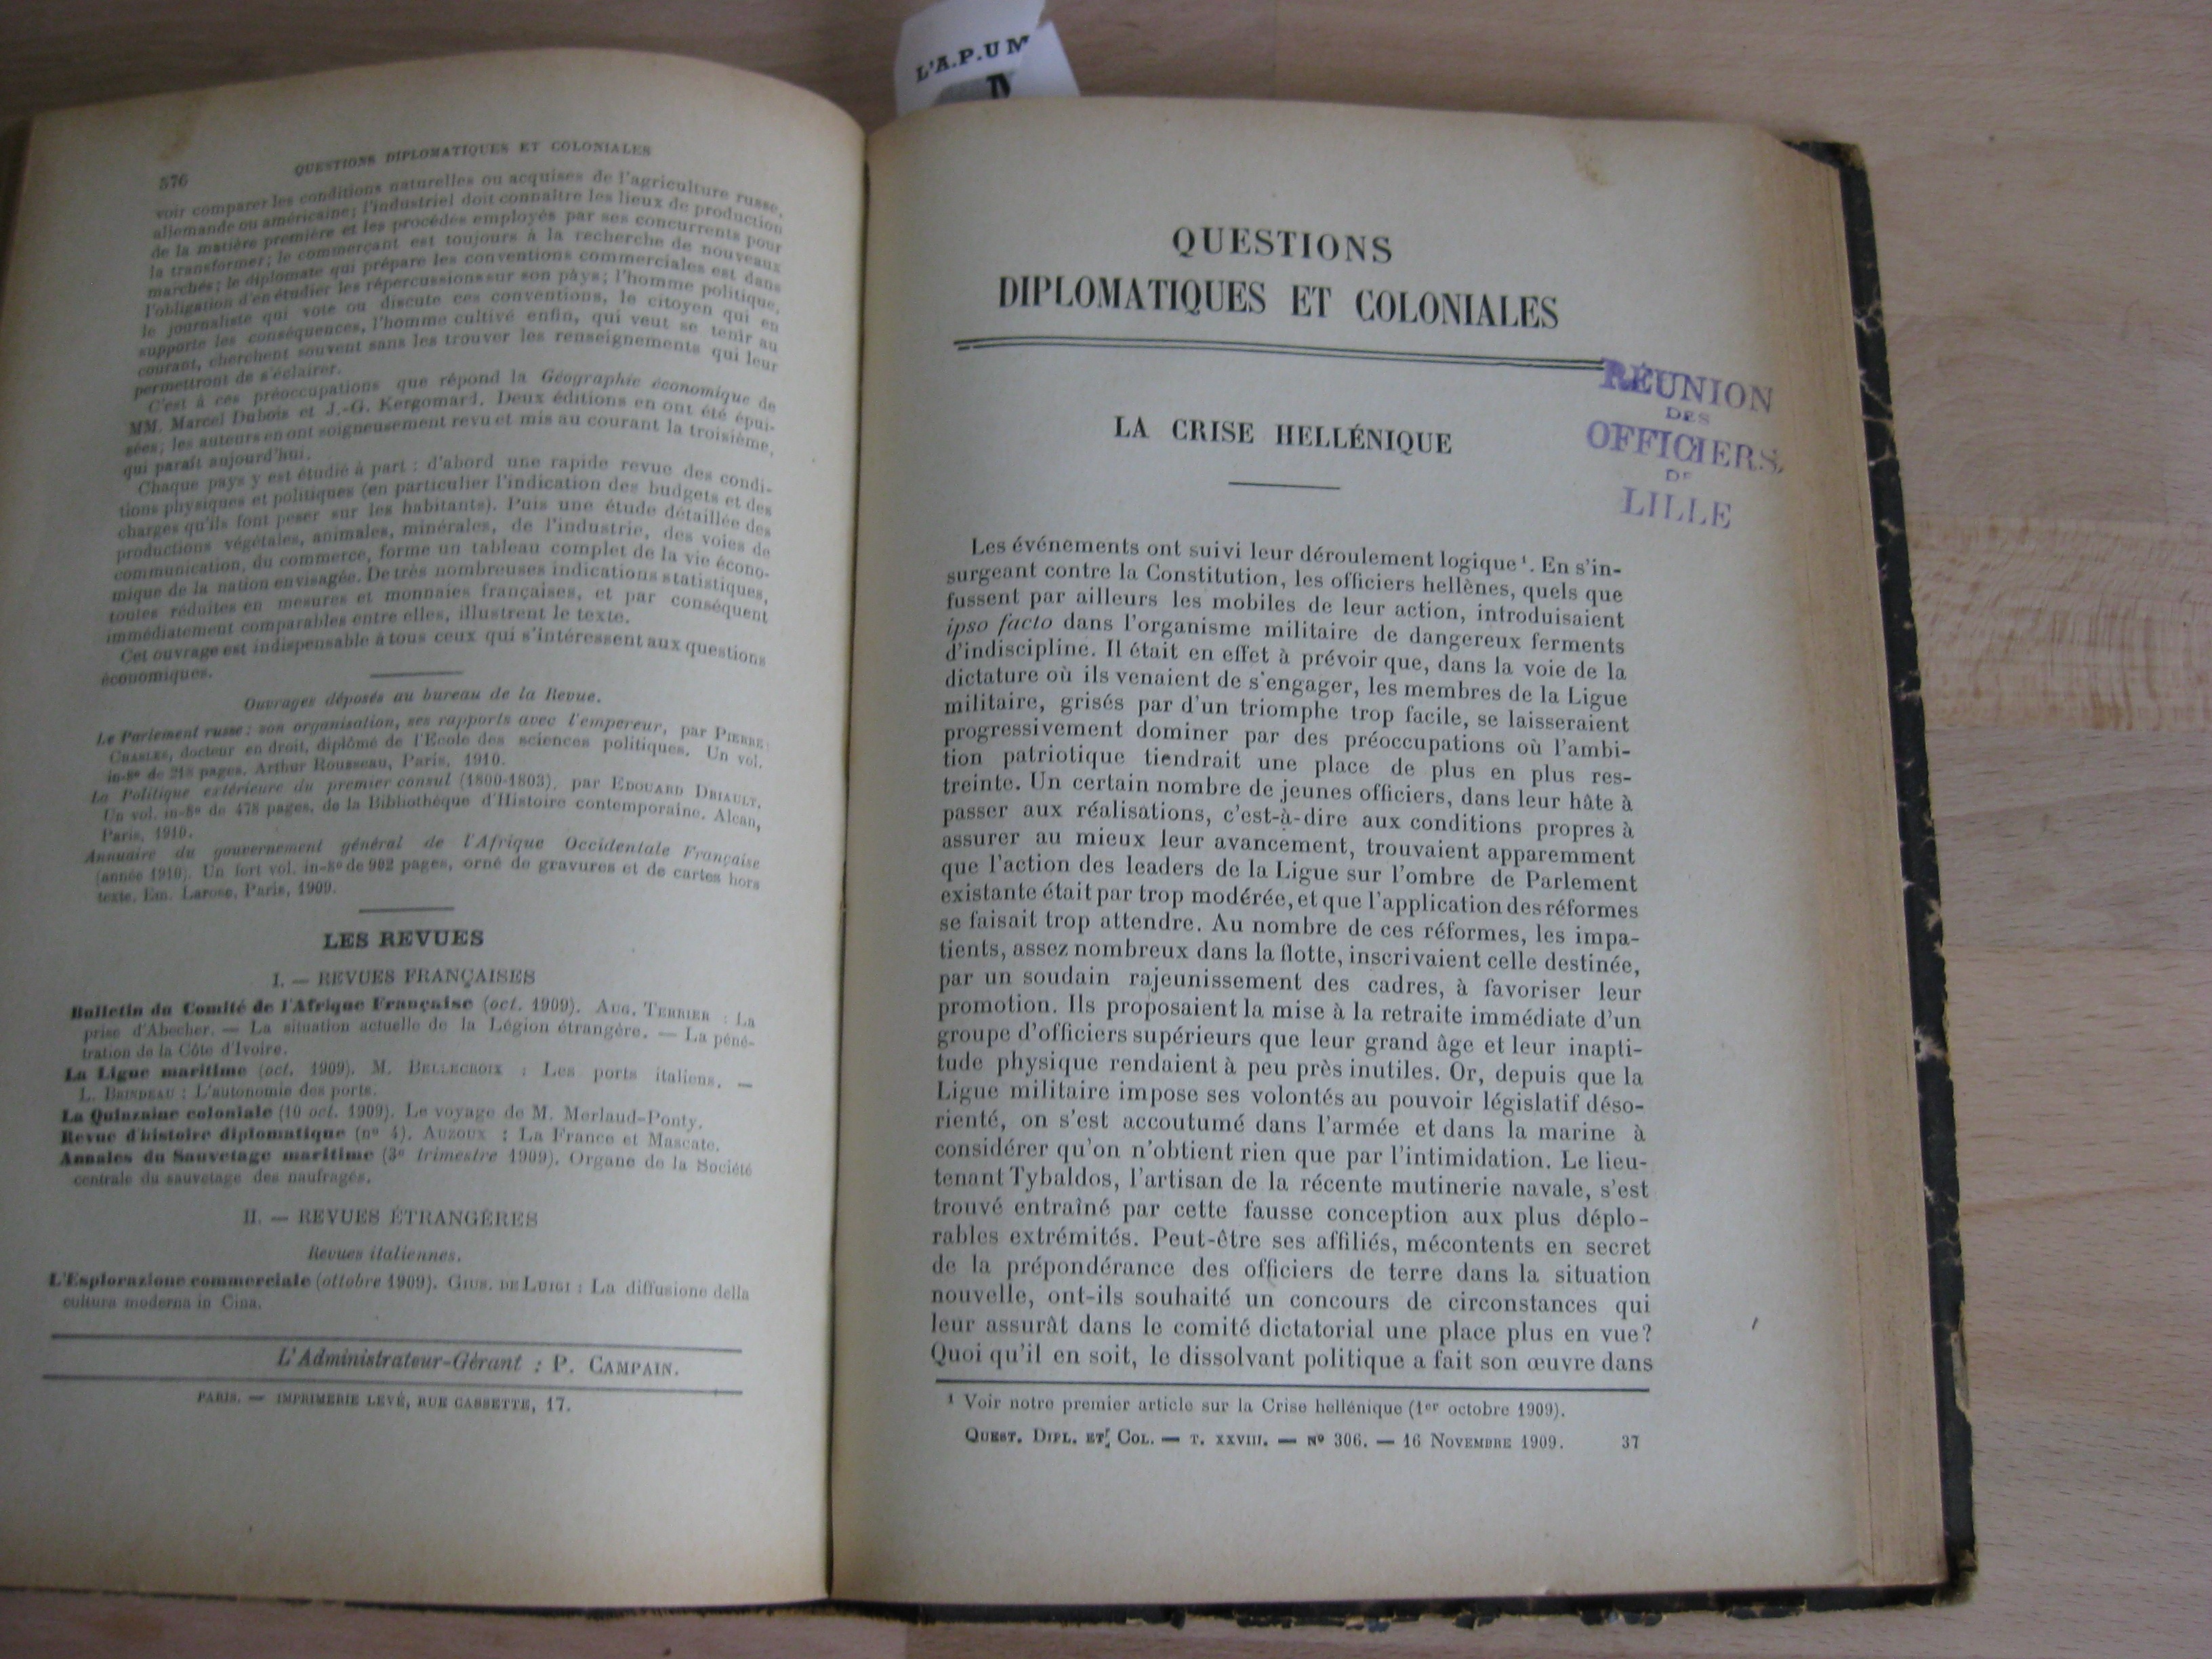 L'A.P.UM
576
QUESTIONS DIPLOMATIQUES ET COLONIALES
voir comparer les conditions naturelles ou acquises de l'agriculture russe,
allemande ou américaine; l'industriel doit connaître les lieux de production
de la matière première et les procédés employés par ses concurrents pour
la transformer; le commerçant est toujours à la recherche de nouveaux
marchés; le diplomate qui prépare les conventions commerciales est dans
l'obligation d'en étudier les répercussions sur son pays; l'homme politique,
le journaliste qui vote ou discute ces conventions, le citoyen qui en
supporte les conséquences, l'homme cultivé enfin, qui veut se tenir au
courant, cherchent souvent sans les trouver les renseignements qui leur
permettront de s'éclairer.
C'est à ces préoccupations que répond la Géographie économique de
MM. Marcel Dubois et J.-G. Kergomard. Deux éditions en ont été épui-
sées; les auteurs en ont soigneusement revu et mis au courant la troisième,
qui paraît aujourd'hui.
Chaque pays y est étudié à part : d'abord une rapide revue des condi-
tions physiques et politiques (en particulier l'indication des budgets et des
charges qu'ils font peser sur les habitants). Puis une étude détaillée des
productions végétales, animales, minérales, de l'industrie, des voies de
communication, du commerce, forme un tableau complet de la vie écono-
mique de la nation envisagée. De très nombreuses indications statistiques,
toutes réduites en mesures et monnaies françaises, et par conséquent
immédiatement comparables entre elles, illustrent le texte.
Cet ouvrage est indispensable à tous ceux qui s'intéressent aux questions
économiques.
Ouvrages déposés au bureau de la Revue.
Le Parlement russe : son organisation, ses rapports avec l'empereur, par PIERRE
CHASLES, docteur en droit, diplômé de l'Ecole des sciences politiques. Un vol.
in-8º de 218 pages. Arthur Rousseau, Paris, 1910.
La Politique extérieure du premier consul (1800-1803), par EDOUARD DRIAULT.
Un vol. in-8º de 478 pages, de la Bibliothèque d'Histoire contemporaine. Alcan,
Paris, 1910.
Annuaire du gouvernement général de l'Afrique Occidentale Française
(année 1910). Un fort vol. in-8º de 902 pages, orné de gravures et de cartes hors
texte. Em. Larose, Paris, 1909.
LES REVUES
I. — REVUES FRANÇAISES
Bulletin du Comité de l'Afrique Française (oct. 1909). AUG. TERRIER : La
prise d'Abecher. — La situation actuelle de la Légion étrangère. — La péné-
tration de la Côte d'Ivoire.
La Ligue maritime (oct. 1909). M. BELLECROIX : Les ports italiens. —
L. BRINDEAU : L'autonomie des ports.
La Quinzaine coloniale (10 oct. 1909). Le voyage de M. Merlaud-Ponty.
Revue d'histoire diplomatique (nº 4). AUZOUX : La France et Mascate.
Annales du Sauvetage maritime (3e trimestre 1909). Organe de la Société
centrale du sauvetage des naufragés.
II. — REVUES ÉTRANGÈRES
Revues italiennes.
L'Esplorazione commerciale (ottobre 1909). GIUS. DE LUIGI : La diffusione della
cultura moderna in Cina.
L'Administrateur-Gérant : P. CAMPAIN.
PARIS. — IMPRIMERIE LEVÉ, RUE CASSETTE, 17.
QUESTIONS
DIPLOMATIQUES ET COLONIALES
RÉUNION
DES
OFFICIERS
DE
LILLE
LA CRISE HELLÉNIQUE
Les événements ont suivi leur déroulement logique ¹. En s'in-
surgeant contre la Constitution, les officiers hellènes, quels que
fussent par ailleurs les mobiles de leur action, introduisaient
ipso facto dans l'organisme militaire de dangereux ferments
d'indiscipline. Il était en effet à prévoir que, dans la voie de la
dictature où ils venaient de s'engager, les membres de la Ligue
militaire, grisés par d'un triomphe trop facile, se laisseraient
progressivement dominer par des préoccupations où l'ambi-
tion patriotique tiendrait une place de plus en plus res-
treinte. Un certain nombre de jeunes officiers, dans leur hâte à
passer aux réalisations, c'est-à-dire aux conditions propres à
assurer au mieux leur avancement, trouvaient apparemment
que l'action des leaders de la Ligue sur l'ombre de Parlement
existante était par trop modérée, et que l'application des réformes
se faisait trop attendre. Au nombre de ces réformes, les impa-
tients, assez nombreux dans la flotte, inscrivaient celle destinée,
par un soudain rajeunissement des cadres, à favoriser leur
promotion. Ils proposaient la mise à la retraite immédiate d'un
groupe d'officiers supérieurs que leur grand âge et leur inapti-
tude physique rendaient à peu près inutiles. Or, depuis que la
Ligue militaire impose ses volontés au pouvoir législatif déso-
rienté, on s'est accoutumé dans l'armée et dans la marine à
considérer qu'on n'obtient rien que par l'intimidation. Le lieu-
tenant Tybaldos, l'artisan de la récente mutinerie navale, s'est
trouvé entraîné par cette fausse conception aux plus déplo-
rables extrémités. Peut-être ses affiliés, mécontents en secret
de la prépondérance des officiers de terre dans la situation
nouvelle, ont-ils souhaité un concours de circonstances qui
leur assurât dans le comité dictatorial une place plus en vue?
Quoi qu'il en soit, le dissolvant politique a fait son œuvre dans
¹ Voir notre premier article sur la Crise hellénique (1er octobre 1909).
QUEST. DIPL. ET COL. — T. XXVIII. — Nº 306. — 16 NOVEMBRE 1909. 37